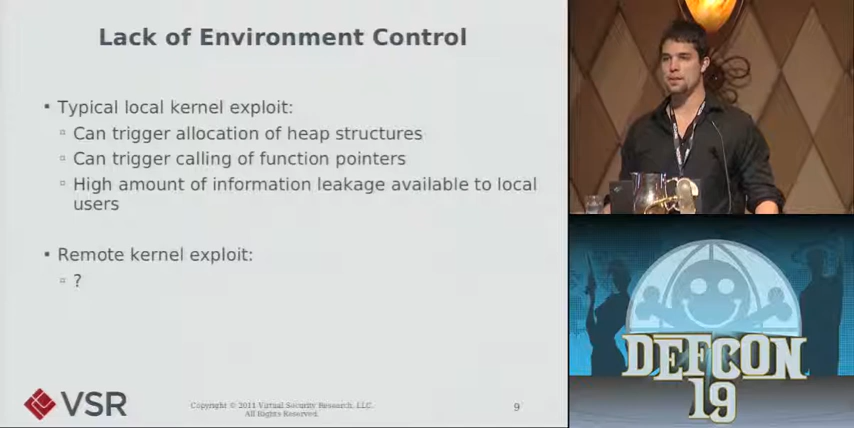 Lack of Environment Control
▪ Typical local kernel exploit:
▫ Can trigger allocation of heap structures
▫ Can trigger calling of function pointers
▫ High amount of information leakage available to local
users
▪ Remote kernel exploit:
▫ ?
VSR
Copyright © 2011 Virtual Security Research, LLC.
All Rights Reserved.
9
DEFCON
19